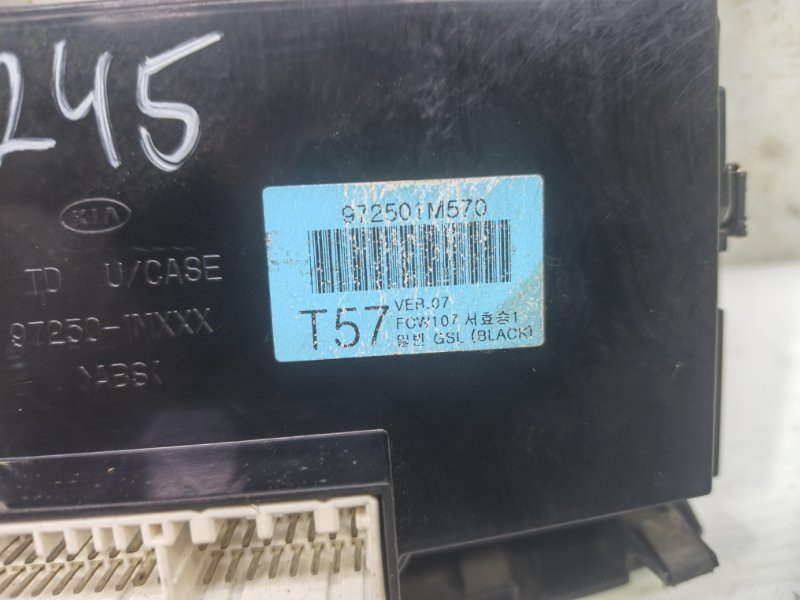 245
KIA
TD U/CASE
97250-1MXXX
>ABS<
972501M570
T57
VER.07
FCW107 서효승1
일반 GSL (BLACK)